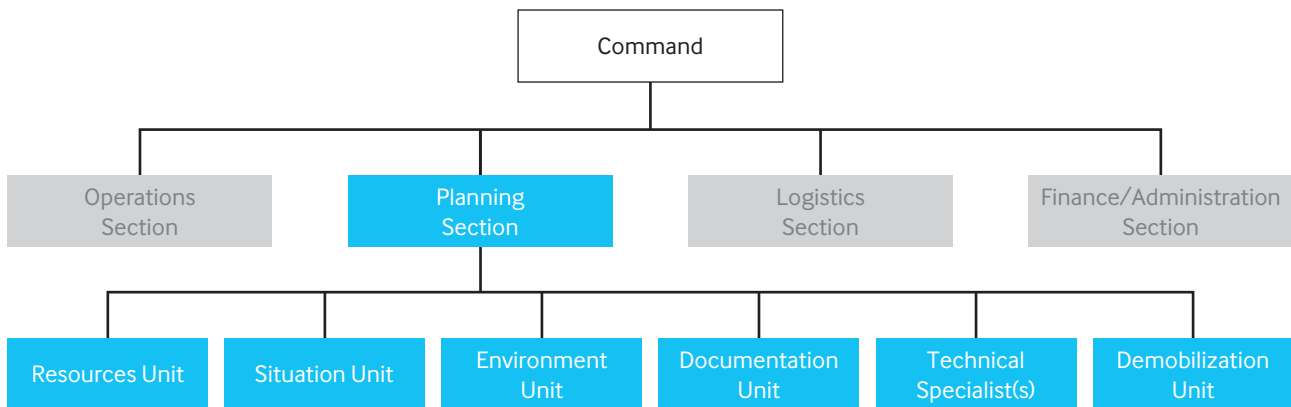 Command
Operations
Section
Planning
Section
Logistics
Section
Finance/Administration
Section
Resources Unit
Situation Unit
Environment
Unit
Documentation
Unit
Technical
Specialist(s)
Demobilization
Unit